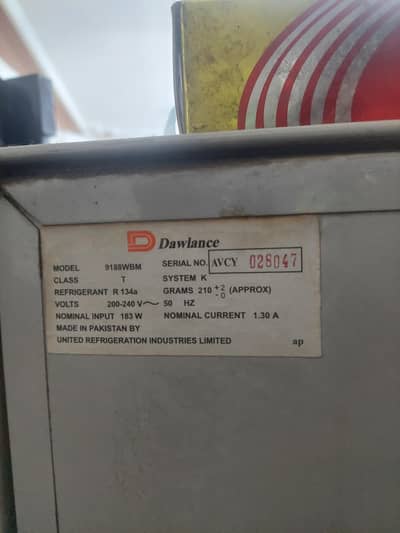 Dawlance
MODEL 9188WBM SERIAL NO. AVCY 028047
CLASS T SYSTEM K
REFRIGERANT R 134a GRAMS 210 +2 -0 (APPROX)
VOLTS 200-240 V~ 50 HZ
NOMINAL INPUT 183 W NOMINAL CURRENT 1.30 A
MADE IN PAKISTAN BY
UNITED REFRIGERATION INDUSTRIES LIMITED ap